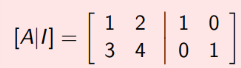 [A|I] = [ 1 2 | 1 0
3 4 | 0 1 ]